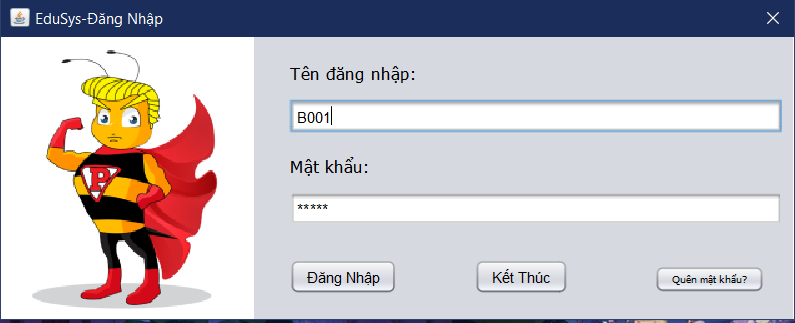 EduSys-Đăng Nhập
Tên đăng nhập:
B001
Mật khẩu:
*****
Đăng Nhập
Kết Thúc
Quên mật khẩu?
P